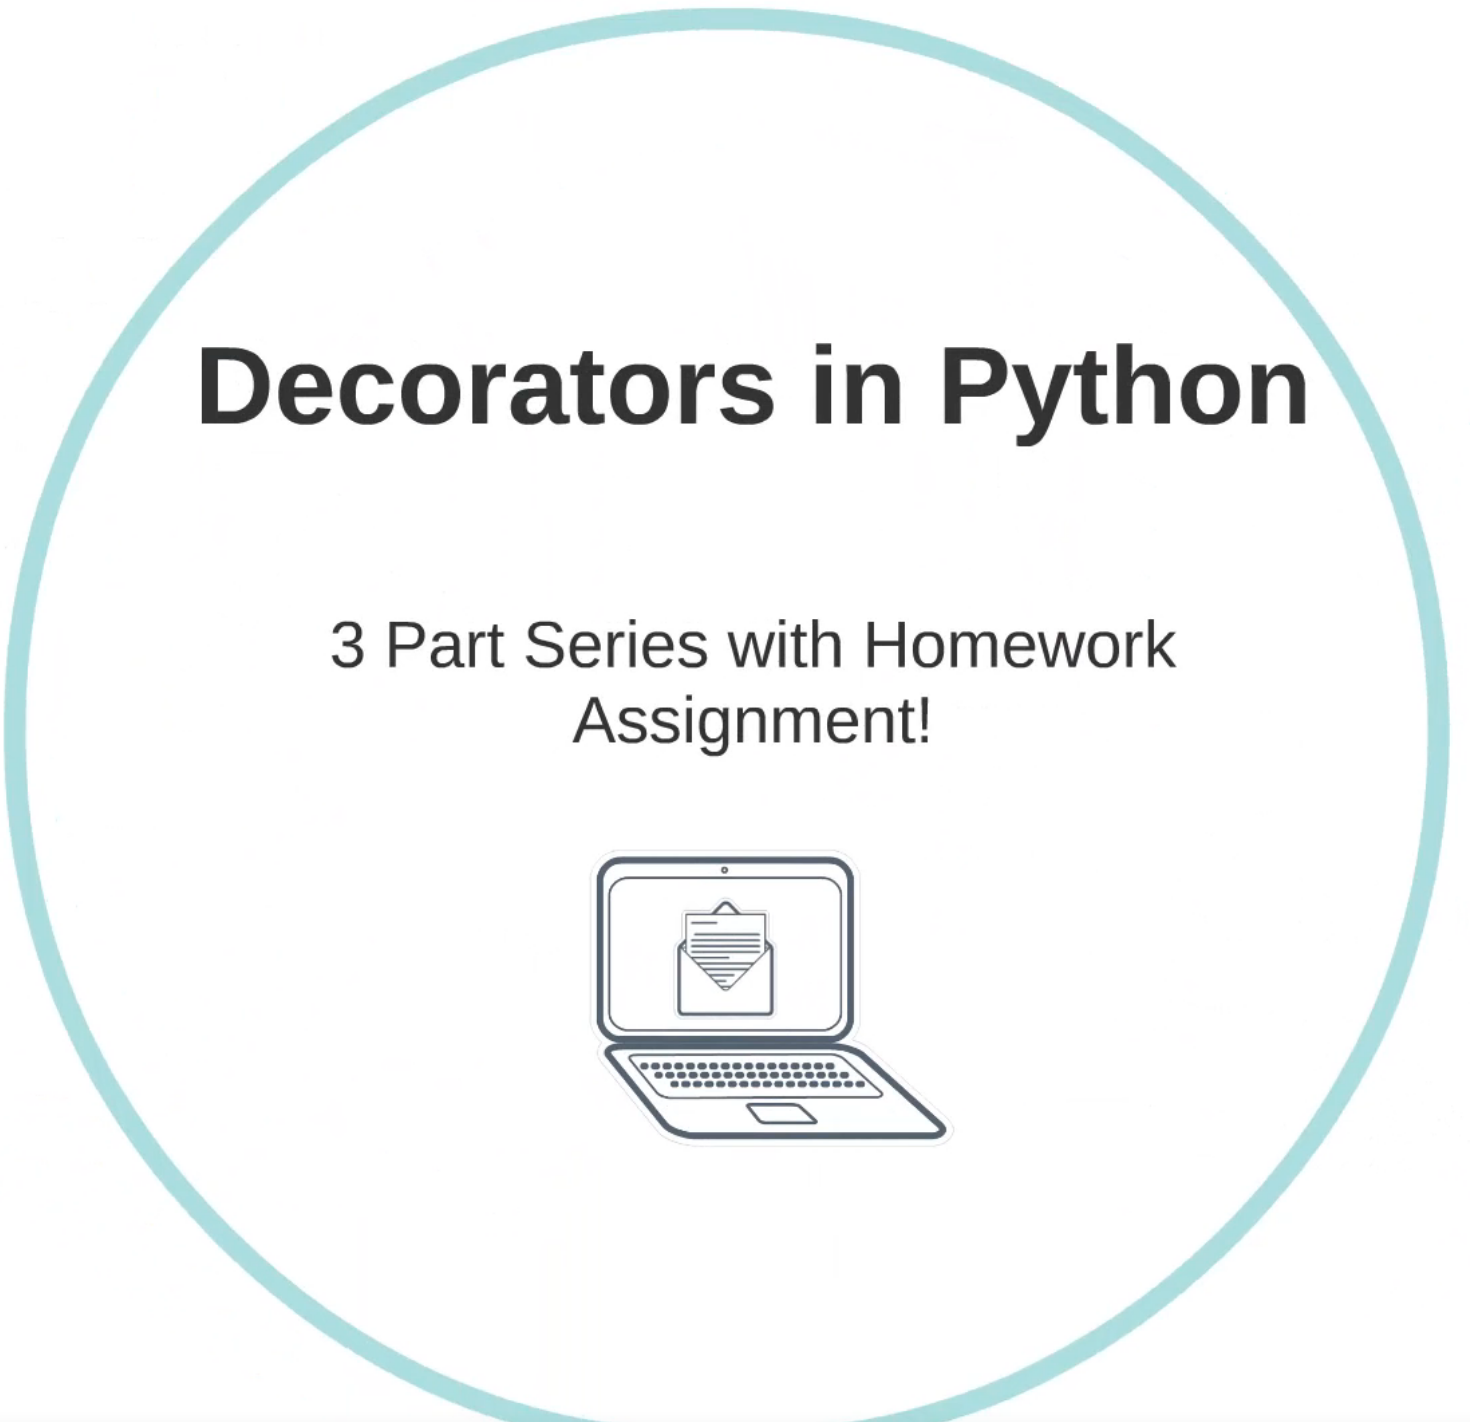 Decorators in Python
3 Part Series with Homework
Assignment!